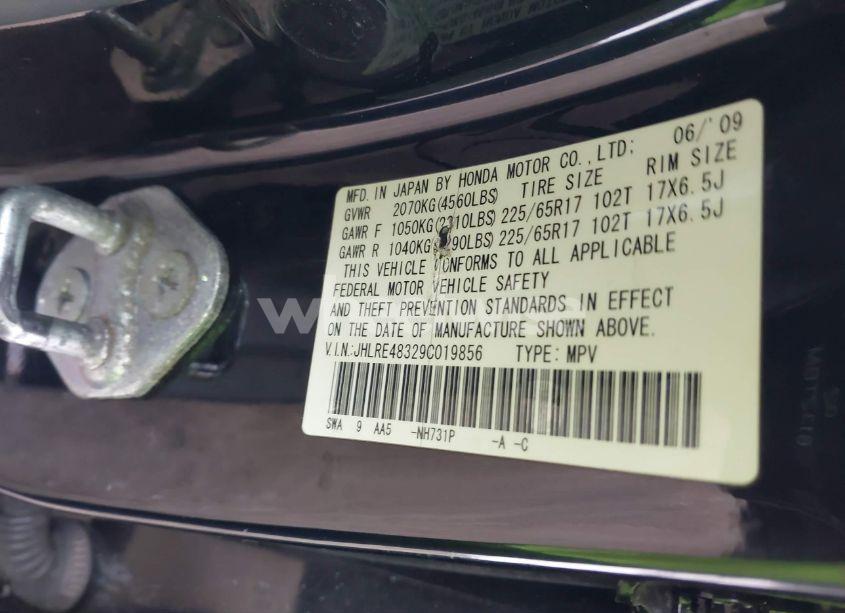 MFD. IN JAPAN BY HONDA MOTOR CO., LTD; 06/'09
GVWR 2070KG(4560LBS) TIRE SIZE RIM SIZE
GAWR F 1050KG(2310LBS) 225/65R17 102T 17X6.5J
GAWR R 1040KG 290LBS) 225/65R17 102T 17X6.5J
THIS VEHICLE CONFORMS TO ALL APPLICABLE
FEDERAL MOTOR VEHICLE SAFETY
AND THEFT PREVENTION STANDARDS IN EFFECT
ON THE DATE OF MANUFACTURE SHOWN ABOVE.
V.I.N.:JHLRE48329C019856 TYPE: MPV
SWA 9 AA5 -NH731P -A -C